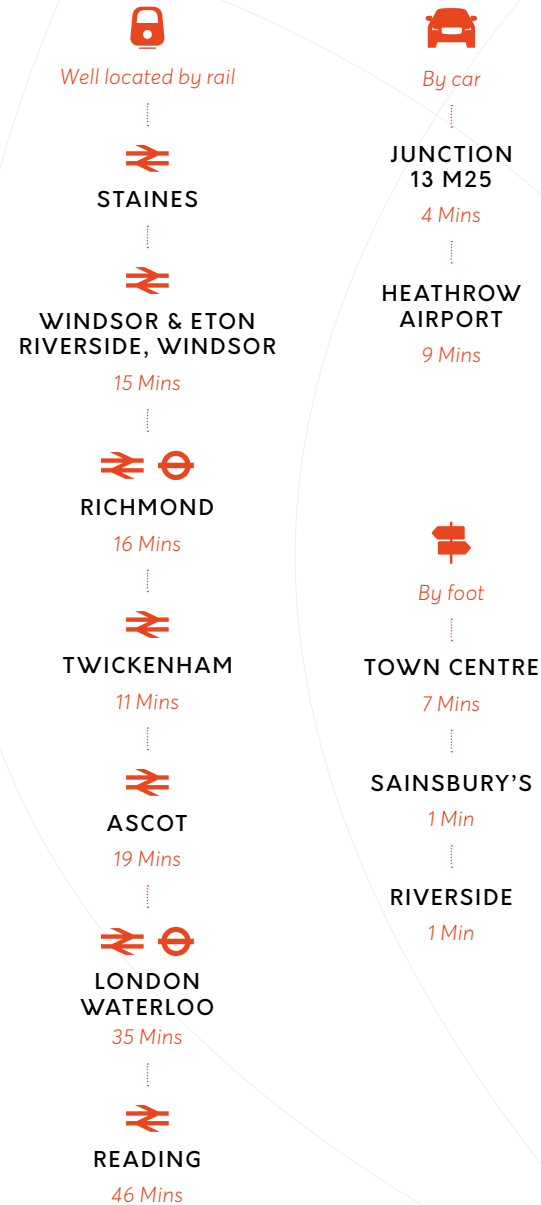 Well located by rail
STAINES
WINDSOR & ETON
RIVERSIDE, WINDSOR
15 Mins
RICHMOND
16 Mins
TWICKENHAM
11 Mins
ASCOT
19 Mins
LONDON
WATERLOO
35 Mins
READING
46 Mins
By car
JUNCTION
13 M25
4 Mins
HEATHROW
AIRPORT
9 Mins
By foot
TOWN CENTRE
7 Mins
SAINSBURY’S
1 Min
RIVERSIDE
1 Min